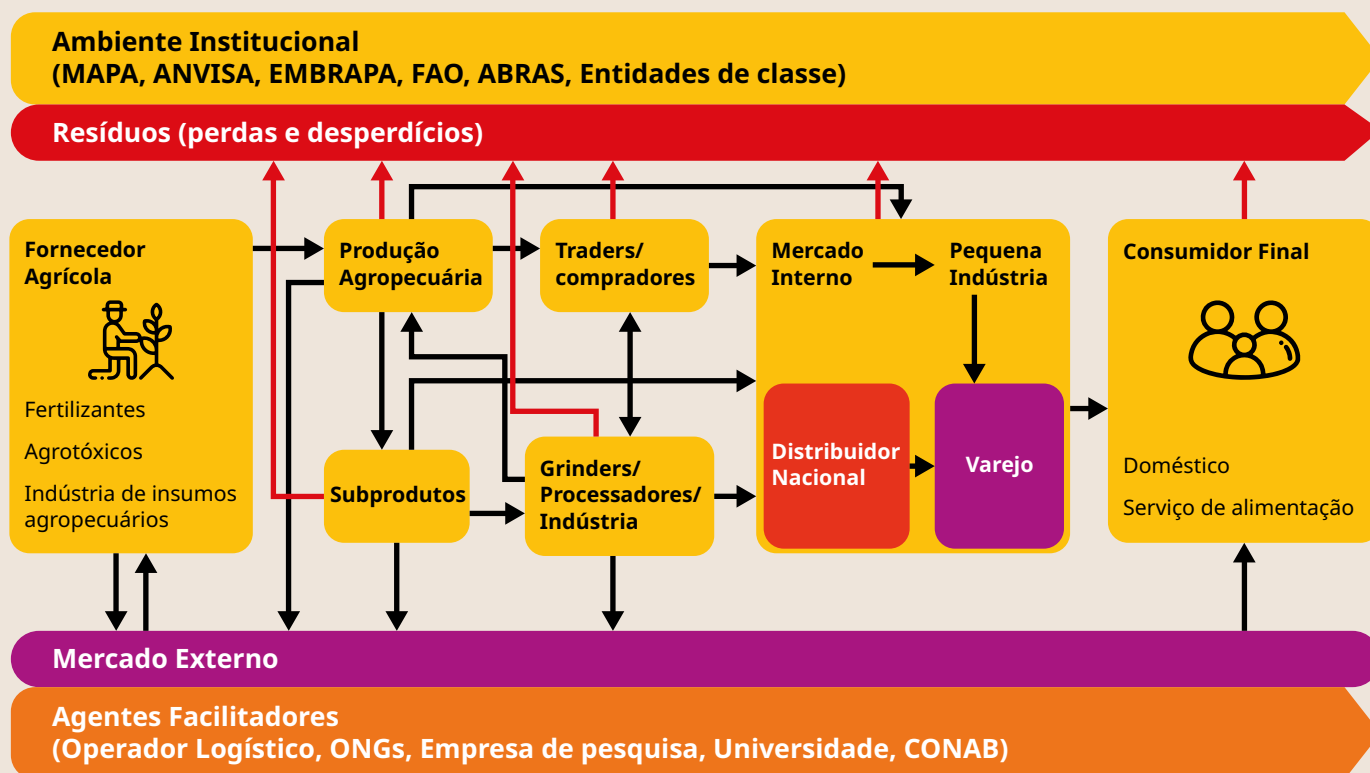 Ambiente Institucional
(MAPA, ANVISA, EMBRAPA, FAO, ABRAS, Entidades de classe)
Resíduos (perdas e desperdícios)
Fornecedor
Agrícola
Fertilizantes
Agrotóxicos
Indústria de insumos
agropecuários
Produção
Agropecuária
Subprodutos
Traders/
compradores
Grinders/
Processadores/
Indústria
Mercado
Interno
Pequena
Indústria
Distribuidor
Nacional
Varejo
Consumidor Final
Doméstico
Serviço de alimentação
Mercado Externo
Agentes Facilitadores
(Operador Logístico, ONGs, Empresa de pesquisa, Universidade, CONAB)